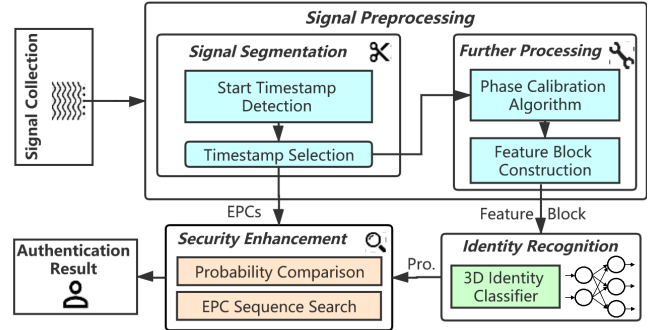 Signal Preprocessing
Signal Collection
Signal Segmentation
Start Timestamp
Detection
Timestamp Selection
Further Processing
Phase Calibration
Algorithm
Feature Block
Construction
EPCs
Feature Block
Authentication
Result
Security Enhancement
Probability Comparison
EPC Sequence Search
Pro.
Identity Recognition
3D Identity
Classifier